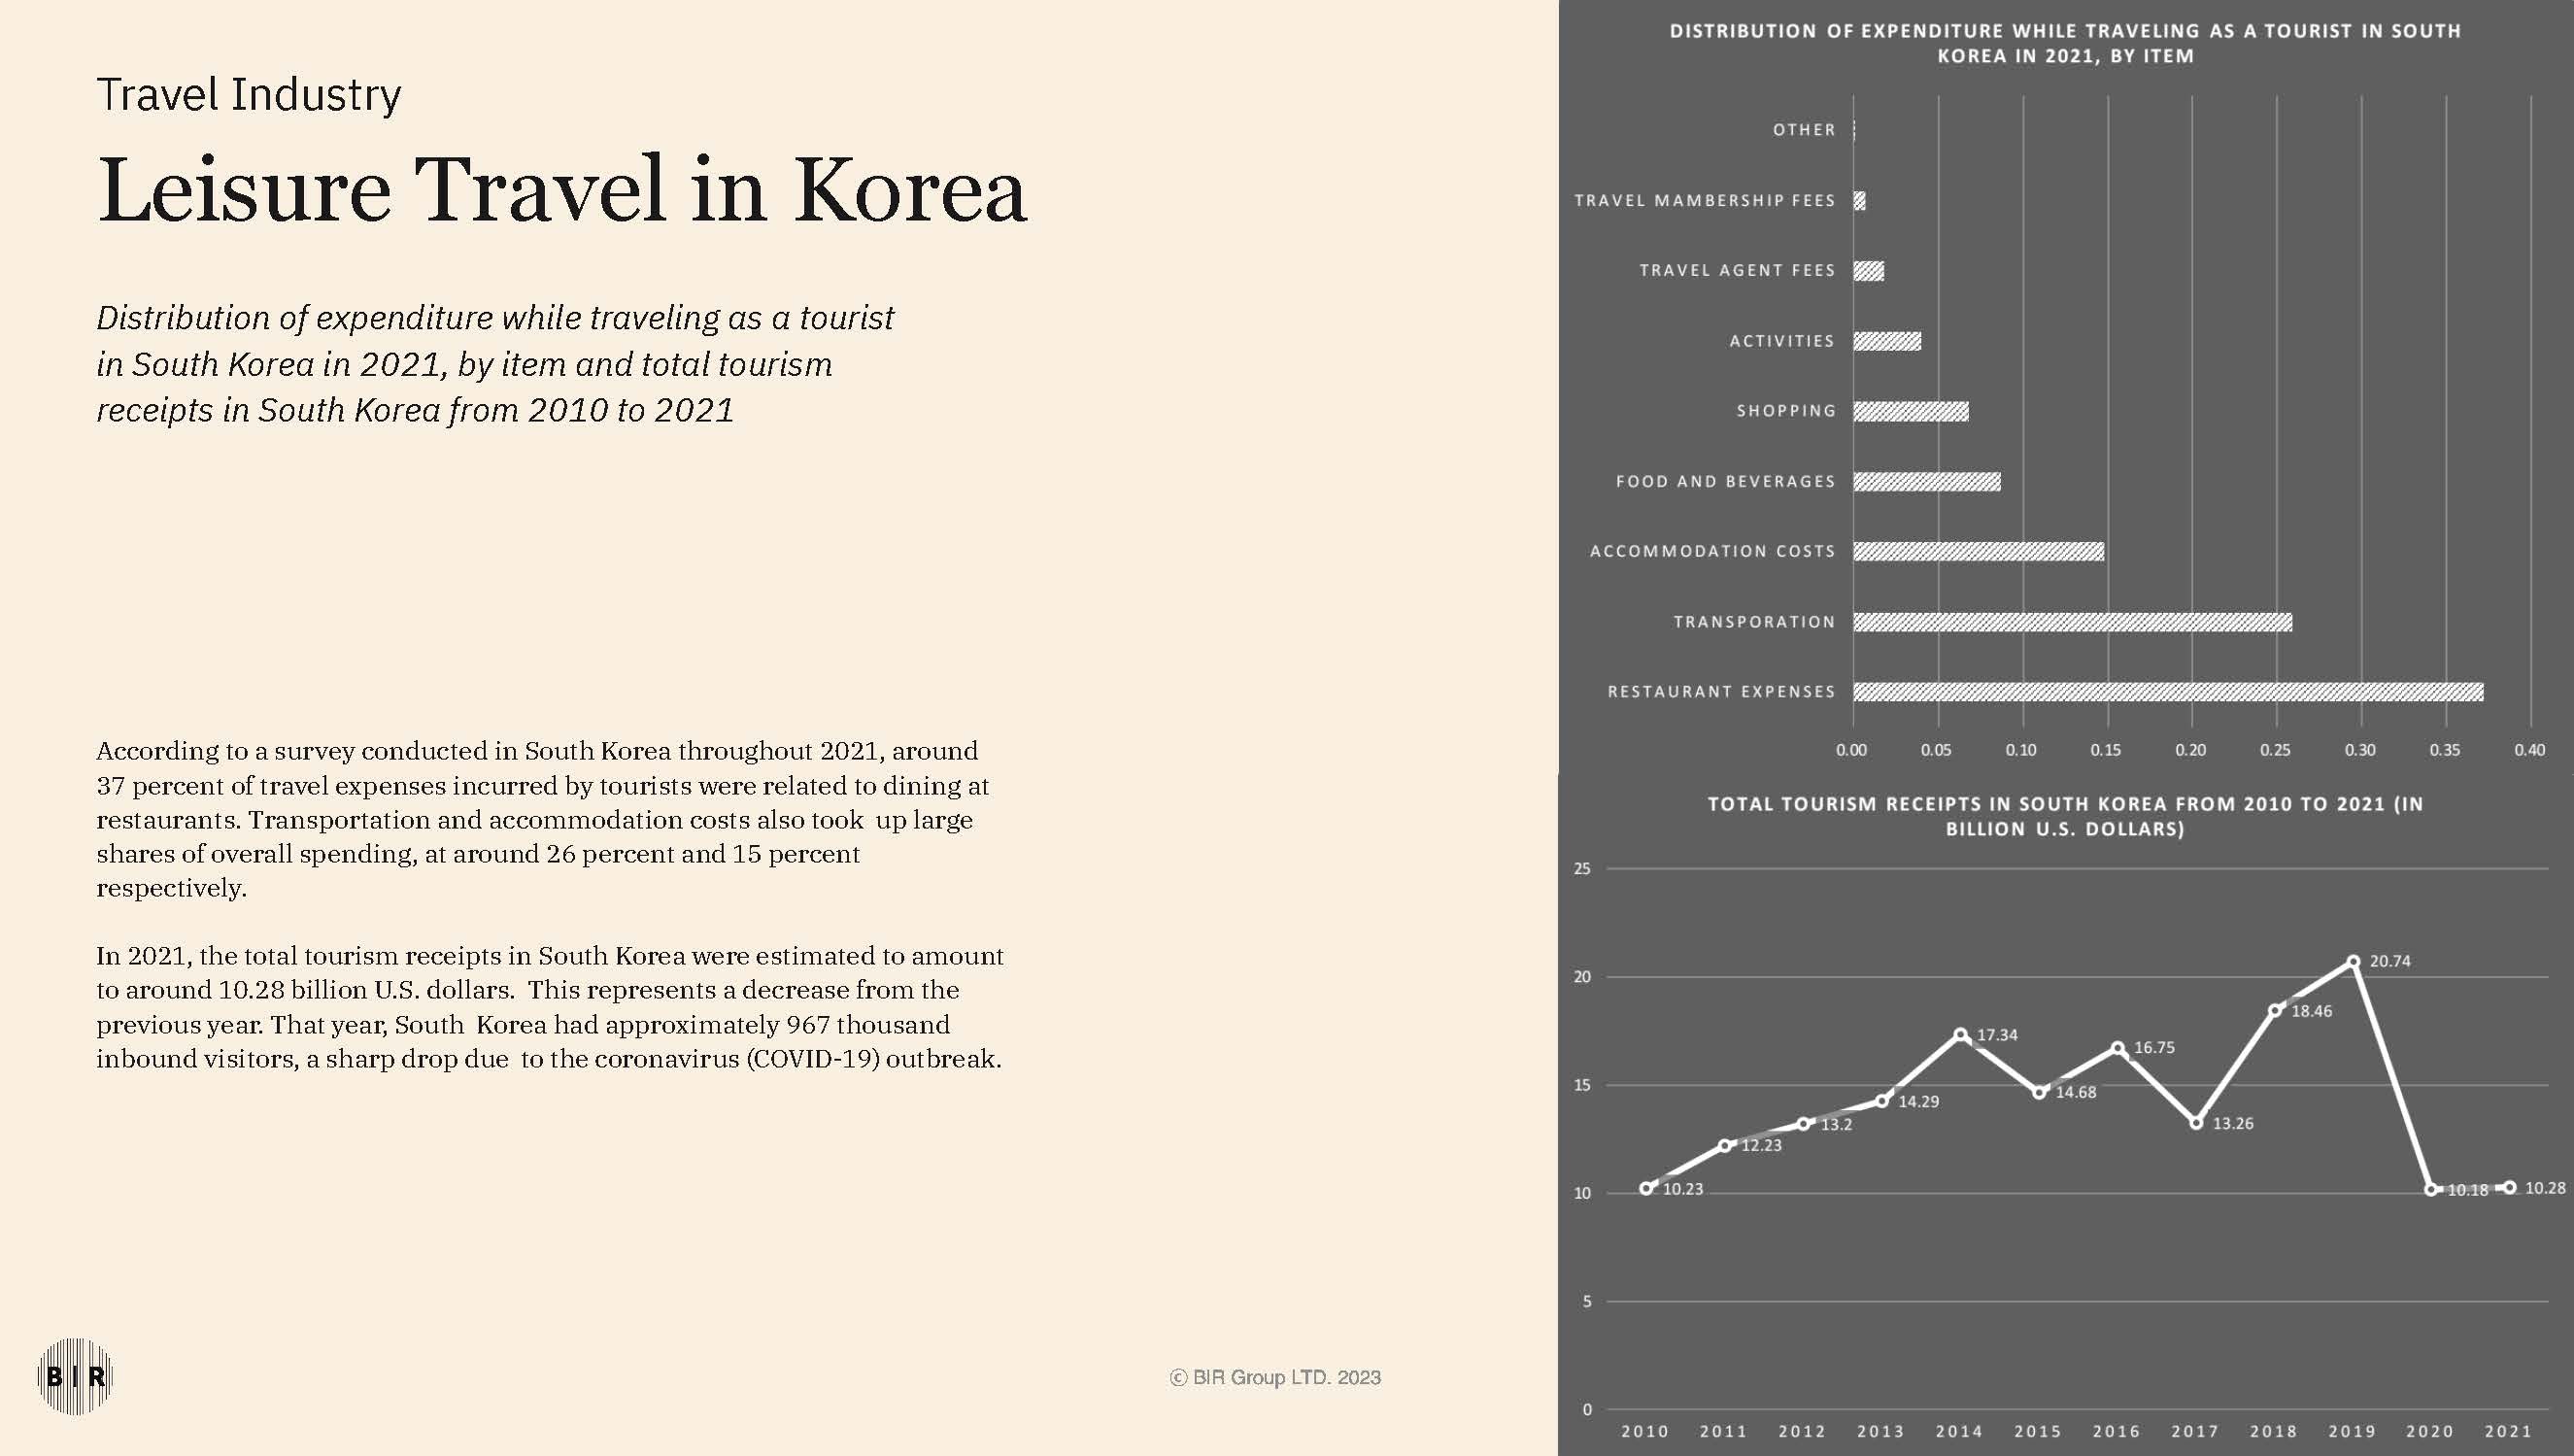 Travel Industry
Leisure Travel in Korea
Distribution of expenditure while traveling as a tourist
in South Korea in 2021, by item and total tourism
receipts in South Korea from 2010 to 2021
According to a survey conducted in South Korea throughout 2021, around
37 percent of travel expenses incurred by tourists were related to dining at
restaurants. Transportation and accommodation costs also took up large
shares of overall spending, at around 26 percent and 15 percent
respectively.
In 2021, the total tourism receipts in South Korea were estimated to amount
to around 10.28 billion U.S. dollars. This represents a decrease from the
previous year. That year, South Korea had approximately 967 thousand
inbound visitors, a sharp drop due to the coronavirus (COVID-19) outbreak.
B I R
© BIR Group LTD. 2023
DISTRIBUTION OF EXPENDITURE WHILE TRAVELING AS A TOURIST IN SOUTH
KOREA IN 2021, BY ITEM
OTHER
TRAVEL MAMBERSHIP FEES
TRAVEL AGENT FEES
ACTIVITIES
SHOPPING
FOOD AND BEVERAGES
ACCOMMODATION COSTS
TRANSPORATION
RESTAURANT EXPENSES
0.00 0.05 0.10 0.15 0.20 0.25 0.30 0.35 0.40
TOTAL TOURISM RECEIPTS IN SOUTH KOREA FROM 2010 TO 2021 (IN
BILLION U.S. DOLLARS)
25
20
15
10
5
0
10.23
12.23
13.2
14.29
17.34
14.68
16.75
13.26
18.46
20.74
10.18
10.28
2010 2011 2012 2013 2014 2015 2016 2017 2018 2019 2020 2021